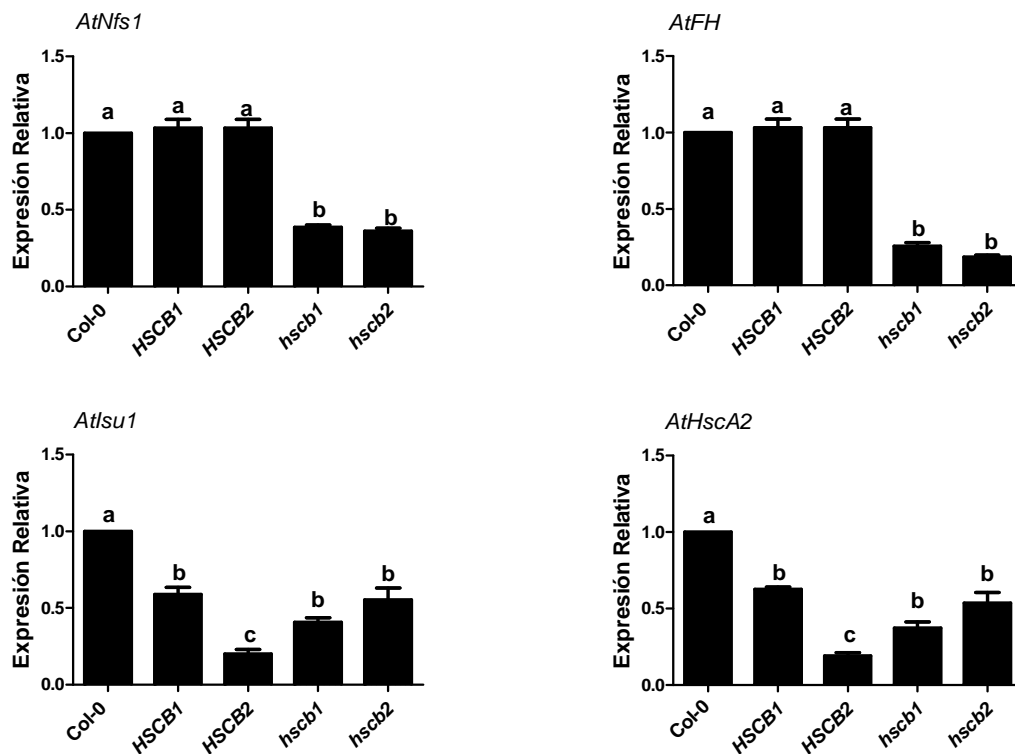 AtNfs1
Expresión Relativa
1.5
1.0
0.5
0.0
a
a
a
b
b
Col-0
HSCB1
HSCB2
hscb1
hscb2
AtFH
Expresión Relativa
1.5
1.0
0.5
0.0
a
a
a
b
b
Col-0
HSCB1
HSCB2
hscb1
hscb2
AtIsu1
Expresión Relativa
1.5
1.0
0.5
0.0
a
b
c
b
b
Col-0
HSCB1
HSCB2
hscb1
hscb2
AtHscA2
Expresión Relativa
1.5
1.0
0.5
0.0
a
b
c
b
b
Col-0
HSCB1
HSCB2
hscb1
hscb2